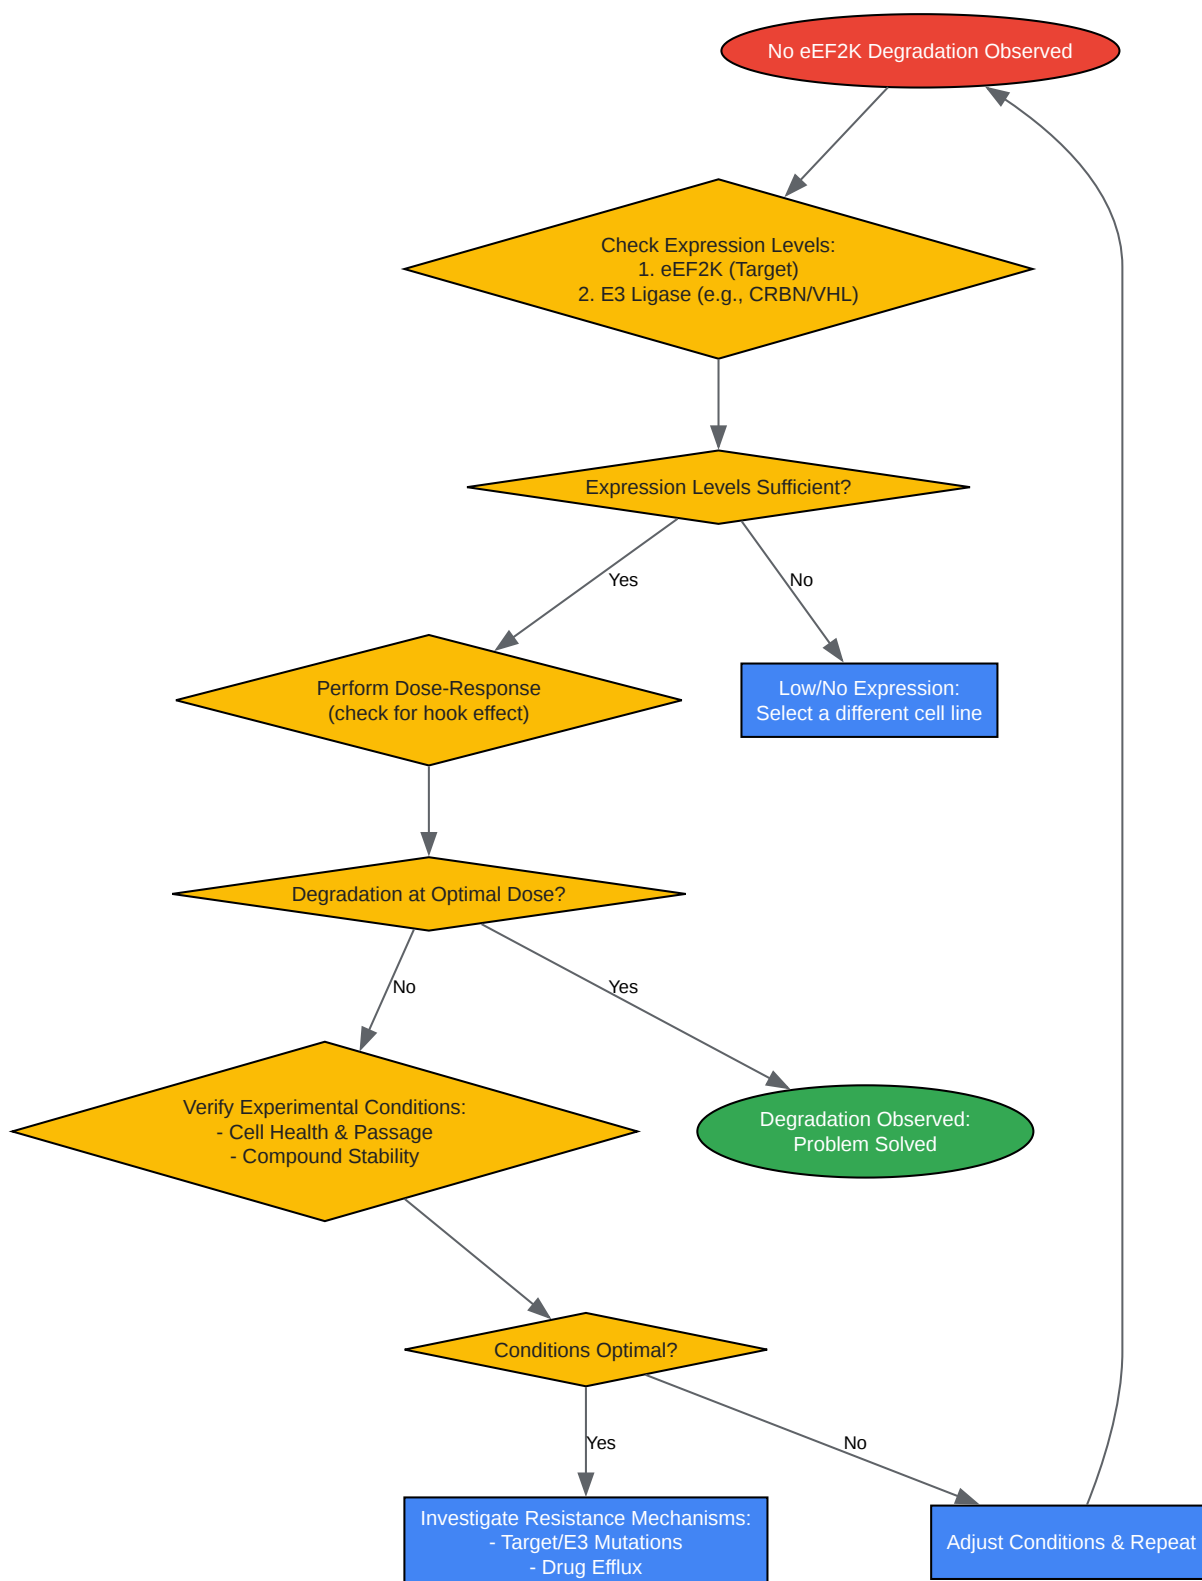 No eEF2K Degradation Observed
Check Expression Levels:
1. eEF2K (Target)
2. E3 Ligase (e.g., CRBN/VHL)
Expression Levels Sufficient?
Yes
No
Perform Dose-Response
(check for hook effect)
Low/No Expression:
Select a different cell line
Degradation at Optimal Dose?
No
Yes
Verify Experimental Conditions:
- Cell Health & Passage
- Compound Stability
Degradation Observed:
Problem Solved
Conditions Optimal?
Yes
No
Investigate Resistance Mechanisms:
- Target/E3 Mutations
- Drug Efflux
Adjust Conditions & Repeat